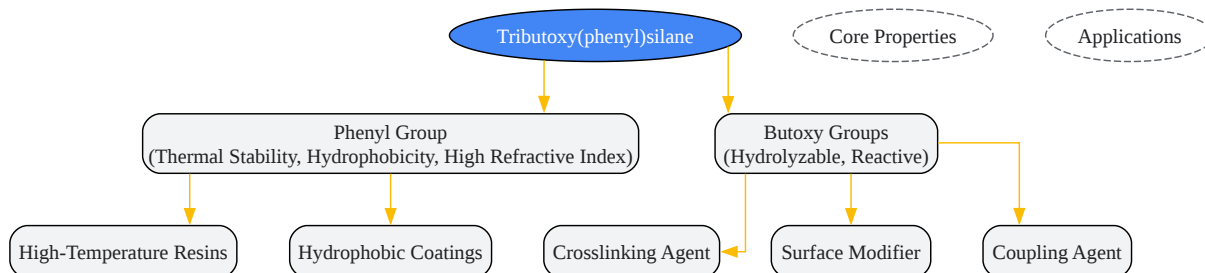 Tributoxy(phenyl)silane
Core Properties
Applications
Phenyl Group
(Thermal Stability, Hydrophobicity, High Refractive Index)
Butoxy Groups
(Hydrolyzable, Reactive)
High-Temperature Resins
Hydrophobic Coatings
Crosslinking Agent
Surface Modifier
Coupling Agent